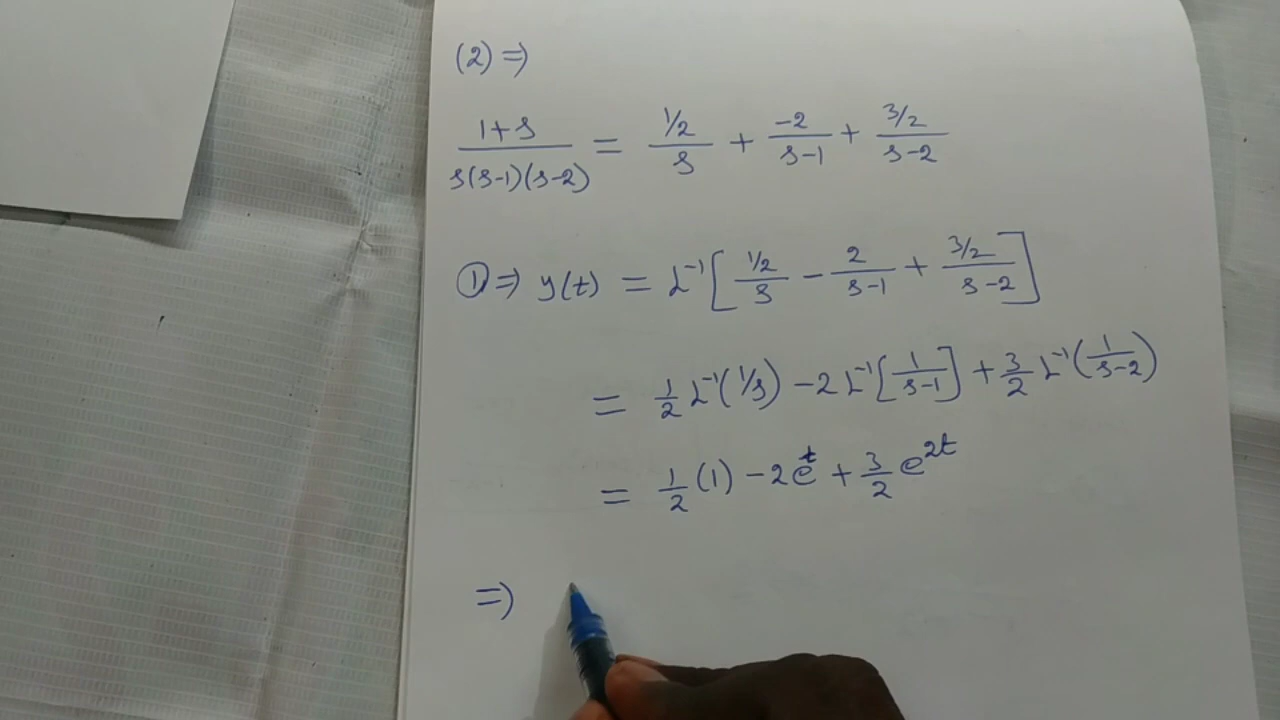 (2) ⇒
1+s / s(s-1)(s-2) = 1/2 / s + -2 / s-1 + 3/2 / s-2
① ⇒ y(t) = L⁻¹[ 1/2 / s - 2 / s-1 + 3/2 / s-2 ]
= 1/2 L⁻¹(1/s) - 2 L⁻¹[ 1 / s-1 ] + 3/2 L⁻¹( 1 / s-2 )
= 1/2 (1) - 2e^t + 3/2 e^2t
⇒